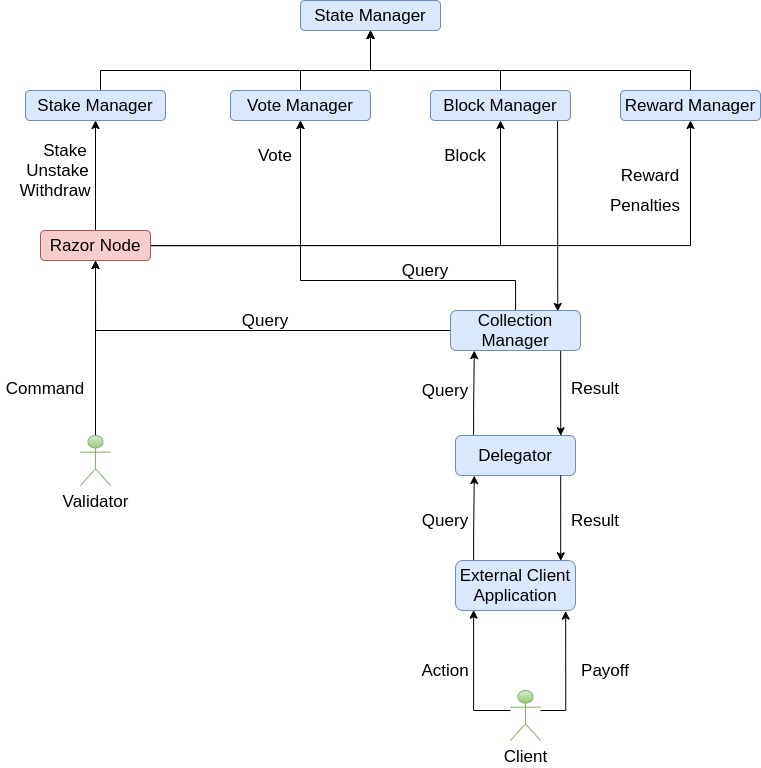 State Manager
Stake Manager
Vote Manager
Block Manager
Reward Manager
Stake
Unstake
Withdraw
Vote
Block
Reward
Penalties
Razor Node
Query
Query
Collection
Manager
Command
Query
Result
Validator
Delegator
Query
Result
External Client
Application
Action
Payoff
Client